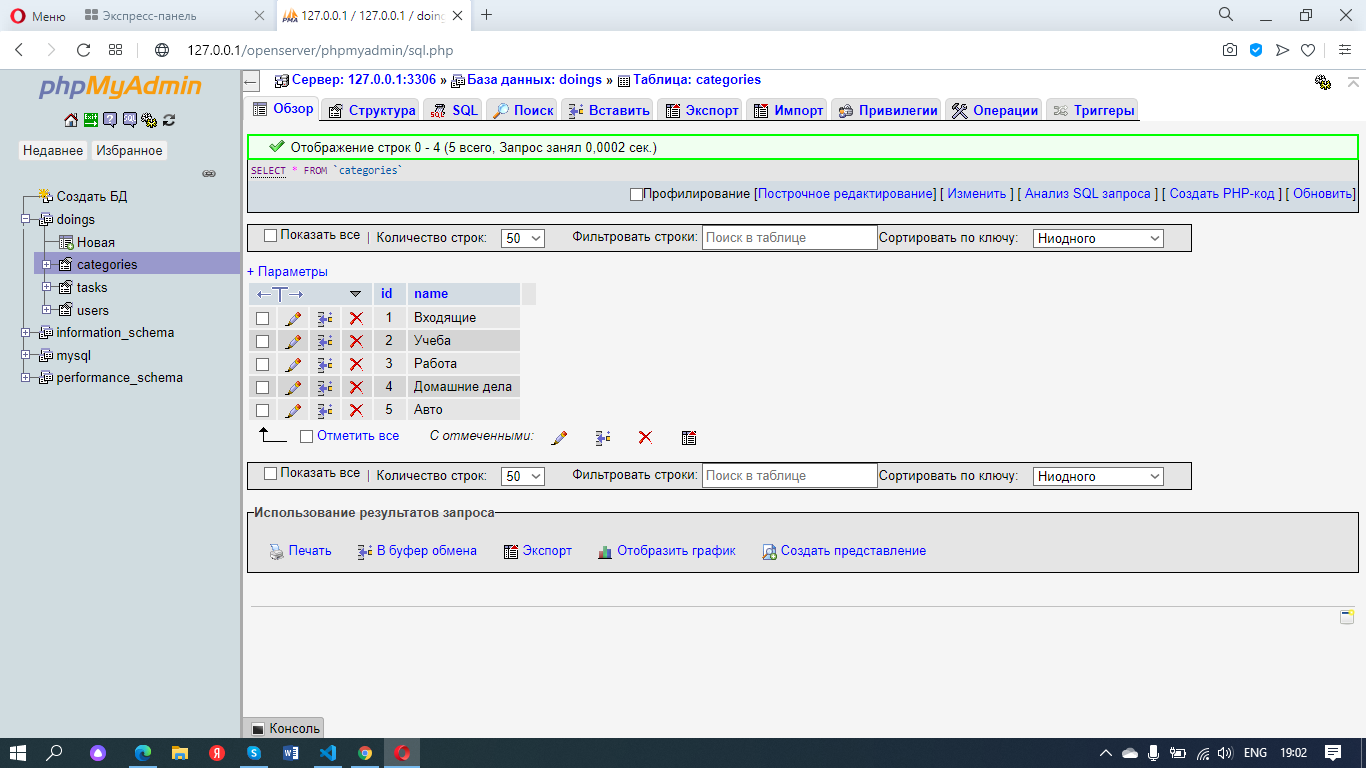 Меню
Экспресс-панель
127.0.0.1 / 127.0.0.1 / doing
127.0.0.1/openserver/phpmyadmin/sql.php
phpMyAdmin
Недавнее Избранное
Создать БД
doings
Новая
categories
tasks
users
information_schema
mysql
performance_schema
Сервер: 127.0.0.1:3306 » База данных: doings » Таблица: categories
Обзор Структура SQL Поиск Вставить Экспорт Импорт Привилегии Операции Триггеры
Отображение строк 0 - 4 (5 всего, Запрос занял 0,0002 сек.)
SELECT * FROM `categories`
Профилирование [Построчное редактирование] [ Изменить ] [ Анализ SQL запроса ] [ Создать PHP-код ] [ Обновить]
Показать все | Количество строк: 50 Фильтровать строки: Поиск в таблице Сортировать по ключу: Ниодного
+ Параметры
←T→ id name
1 Входящие
2 Учеба
3 Работа
4 Домашние дела
5 Авто
Отметить все С отмеченными:
Показать все | Количество строк: 50 Фильтровать строки: Поиск в таблице Сортировать по ключу: Ниодного
Использование результатов запроса
Печать В буфер обмена Экспорт Отобразить график Создать представление
Консоль
ENG 19:02